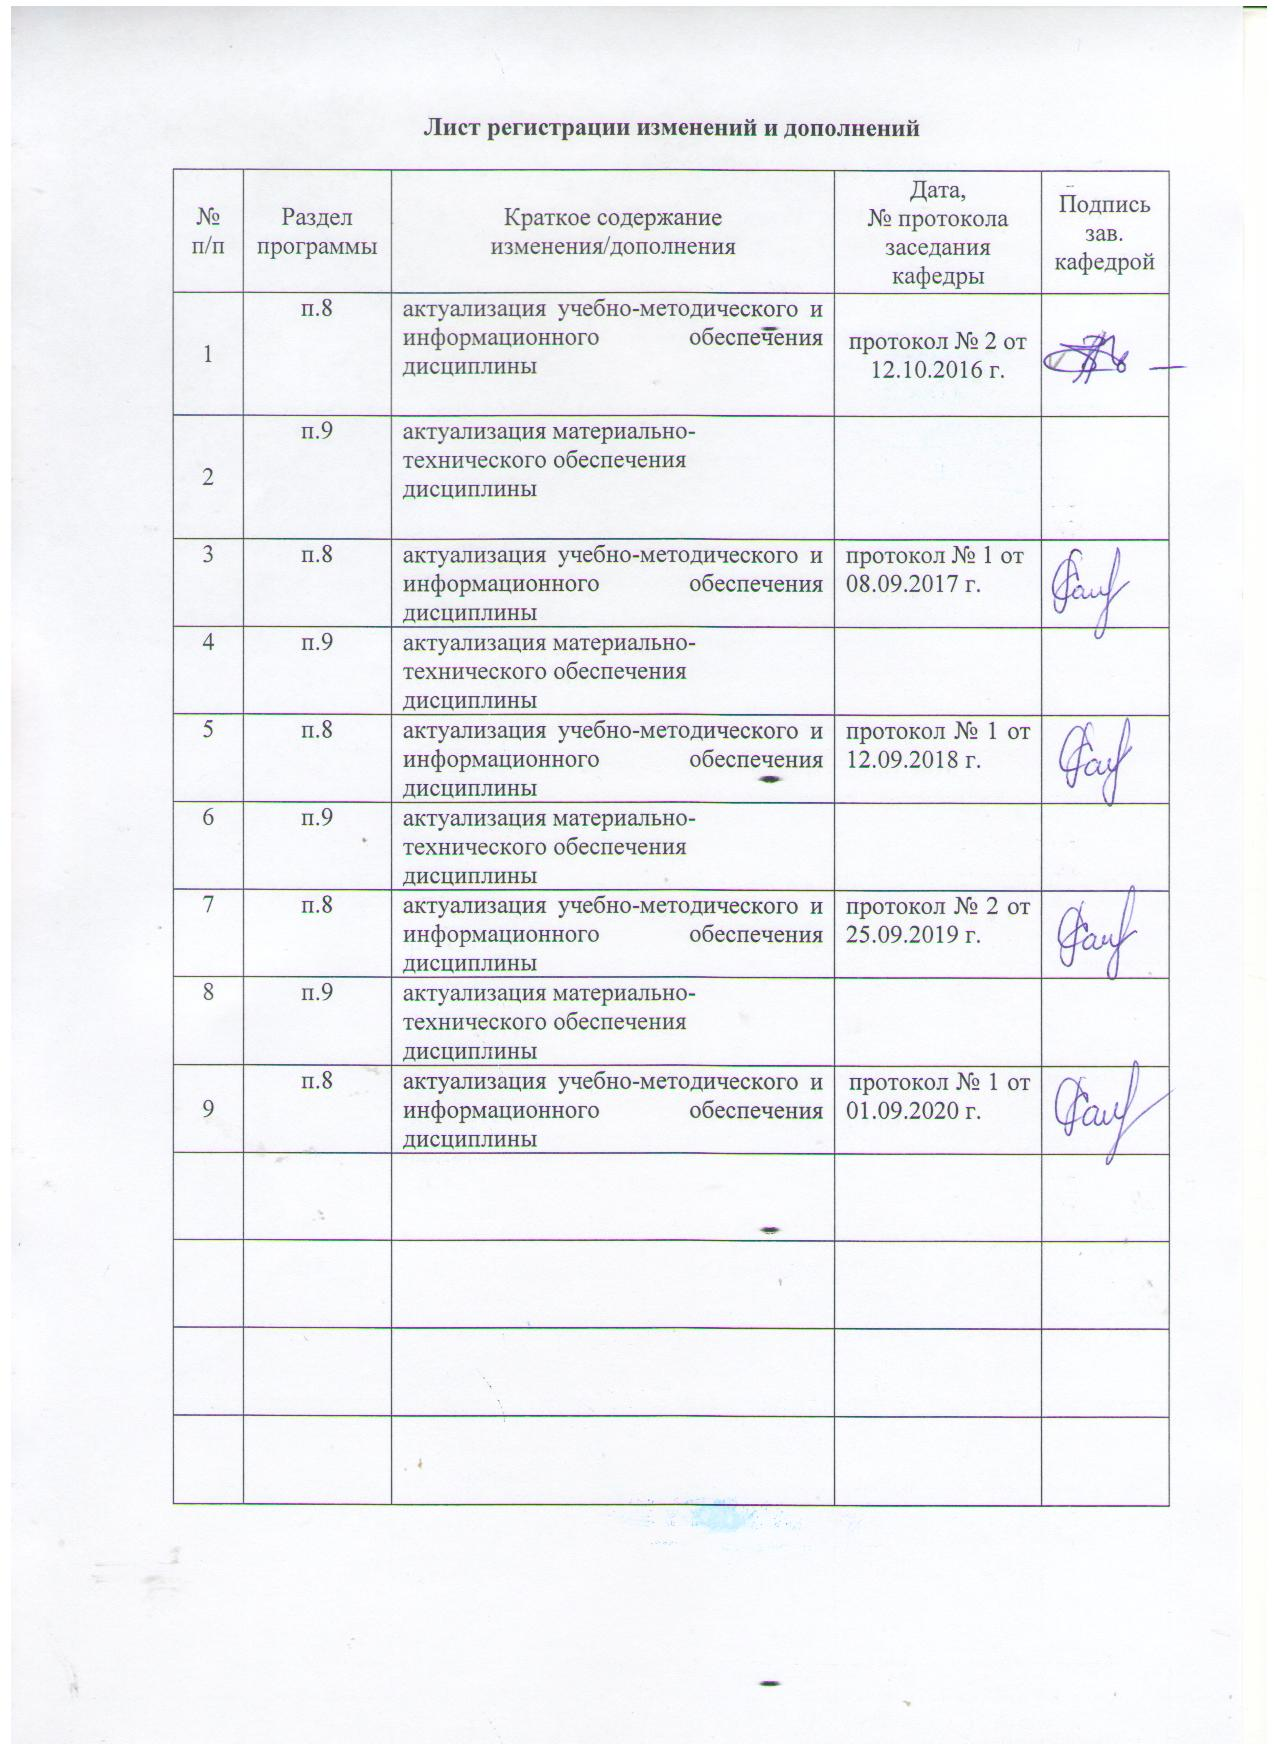 Лист регистрации изменений и дополнений
№
п/п
Раздел
программы
Краткое содержание
изменения/дополнения
Дата,
№ протокола
заседания
кафедры
Подпись
зав.
кафедрой
1
п.8
актуализация учебно-методического и
информационного обеспечения
дисциплины
протокол № 2 от
12.10.2016 г.
2
п.9
актуализация материально-
технического обеспечения
дисциплины
3
п.8
актуализация учебно-методического и
информационного обеспечения
дисциплины
протокол № 1 от
08.09.2017 г.
4
п.9
актуализация материально-
технического обеспечения
дисциплины
5
п.8
актуализация учебно-методического и
информационного обеспечения
дисциплины
протокол № 1 от
12.09.2018 г.
6
п.9
актуализация материально-
технического обеспечения
дисциплины
7
п.8
актуализация учебно-методического и
информационного обеспечения
дисциплины
протокол № 2 от
25.09.2019 г.
8
п.9
актуализация материально-
технического обеспечения
дисциплины
9
п.8
актуализация учебно-методического и
информационного обеспечения
дисциплины
протокол № 1 от
01.09.2020 г.